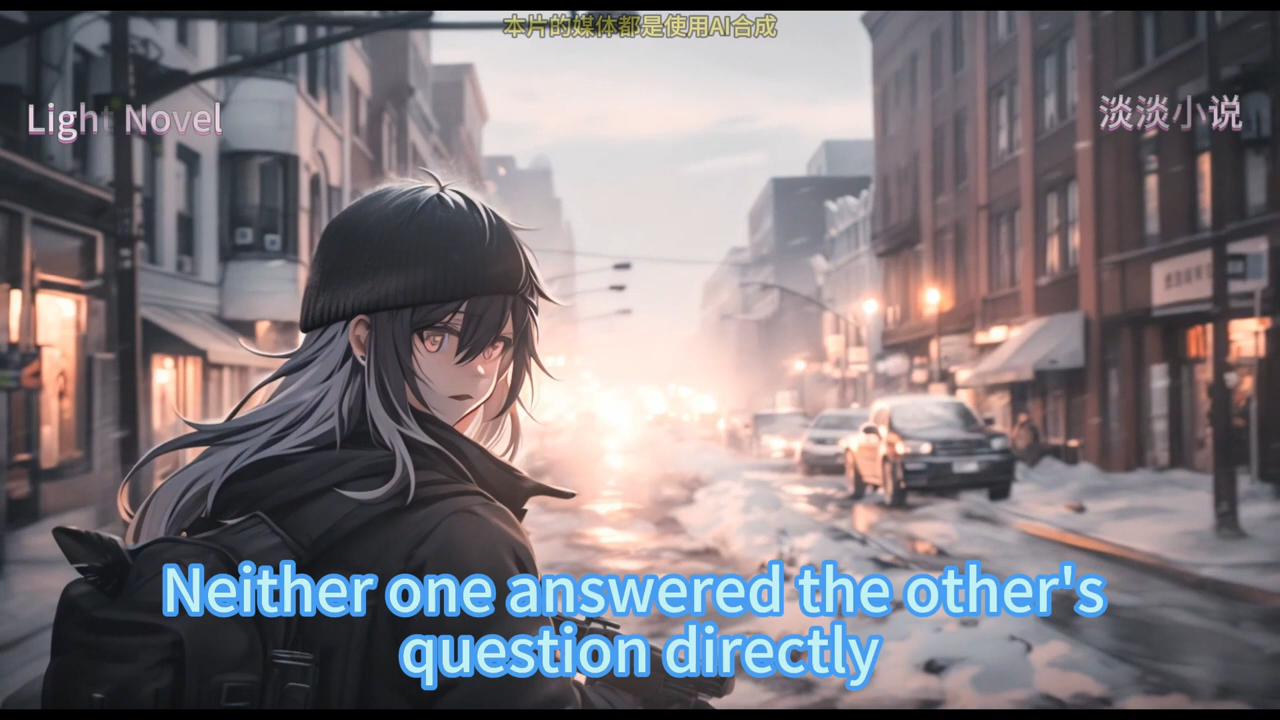 本片的媒体都是使用AI合成
Light Novel
淡淡小说
Neither one answered the other's
question directly